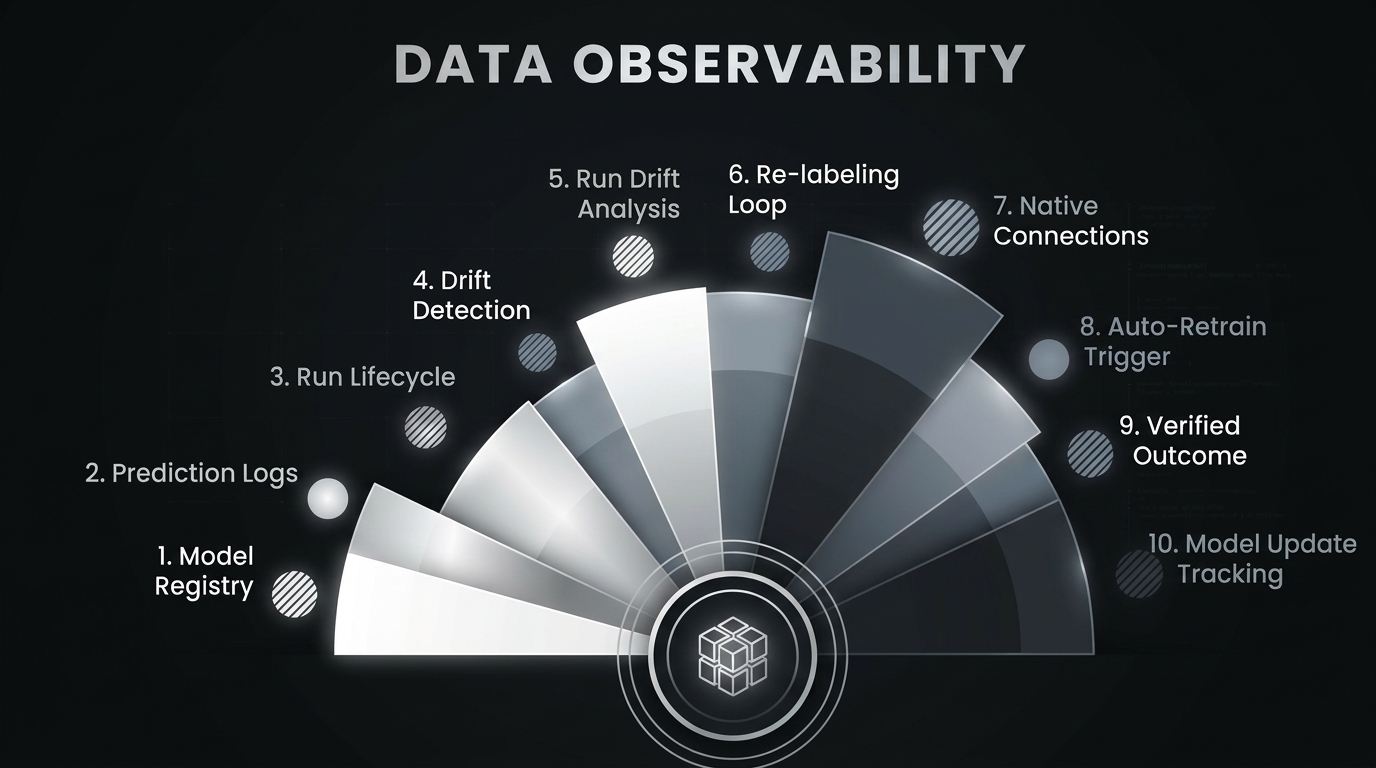 DATA OBSERVABILITY
1. Model
Registry
2. Prediction Logs
3. Run Lifecycle
4. Drift
Detection
5. Run Drift
Analysis
6. Re-labeling
Loop
7. Native
Connections
8. Auto-Retrain
Trigger
9. Verified
Outcome
10. Model Update
Tracking